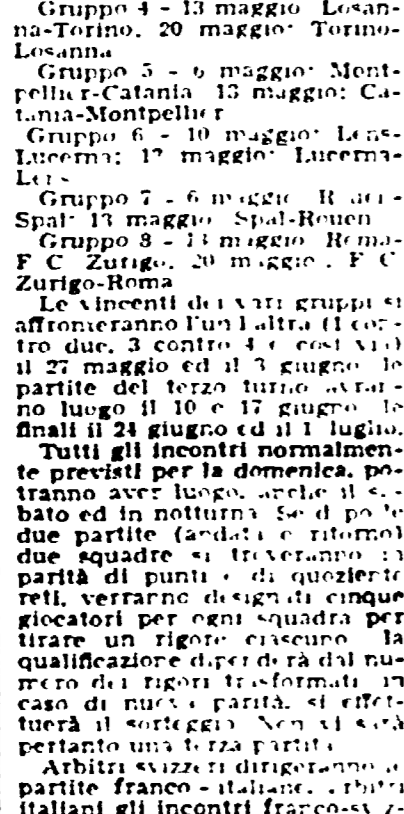 Gruppo 4 - 13 maggio Losan-
na-Torino. 20 maggio: Torino-
Losanna
Gruppo 5 - 6 maggio: Mont-
pellier-Catania 13 maggio: Ca-
tania-Montpellier
Gruppo 6 - 10 maggio: Lens-
Lucerna; 17 maggio: Lucerna-
Lens
Gruppo 7 - 6 maggio Rouen-
Spal: 13 maggio Spal-Rouen
Gruppo 8 - 13 maggio Roma-
F C Zurigo. 20 maggio. F C
Zurigo-Roma
Le vincenti dei vari gruppi si
affronteranno l'un l'altra (1 con-
tro due, 3 contro 4 e così via)
il 27 maggio ed il 3 giugno le
partite del terzo turno avran-
no luogo il 10 e 17 giugno le
finali il 24 giugno ed il 1 luglio.
Tutti gli incontri normalmen-
te previsti per la domenica, po-
tranno aver luogo, anche il sa-
bato ed in notturna Se dopo le
due partite (andata e ritorno)
due squadre si troveranno in
parità di punti e di quoziente
reti, verranno designati cinque
giocatori per ogni squadra per
tirare un rigore ciascuno la
qualificazione dipenderà dal nu-
mero dei rigori trasformati in
caso di nuova parità, si effet-
tuerà il sorteggio Non vi sarà
pertanto una terza partita
Arbitri svizzeri dirigeranno le
partite franco-italiane, arbitri
italiani gli incontri franco-sviz-